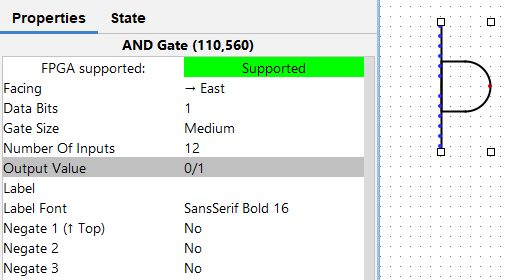 Properties State
AND Gate (110,560)
FPGA supported: Supported
Facing → East
Data Bits 1
Gate Size Medium
Number Of Inputs 12
Output Value 0/1
Label
Label Font SansSerif Bold 16
Negate 1 (↑ Top) No
Negate 2 No
Negate 3 No